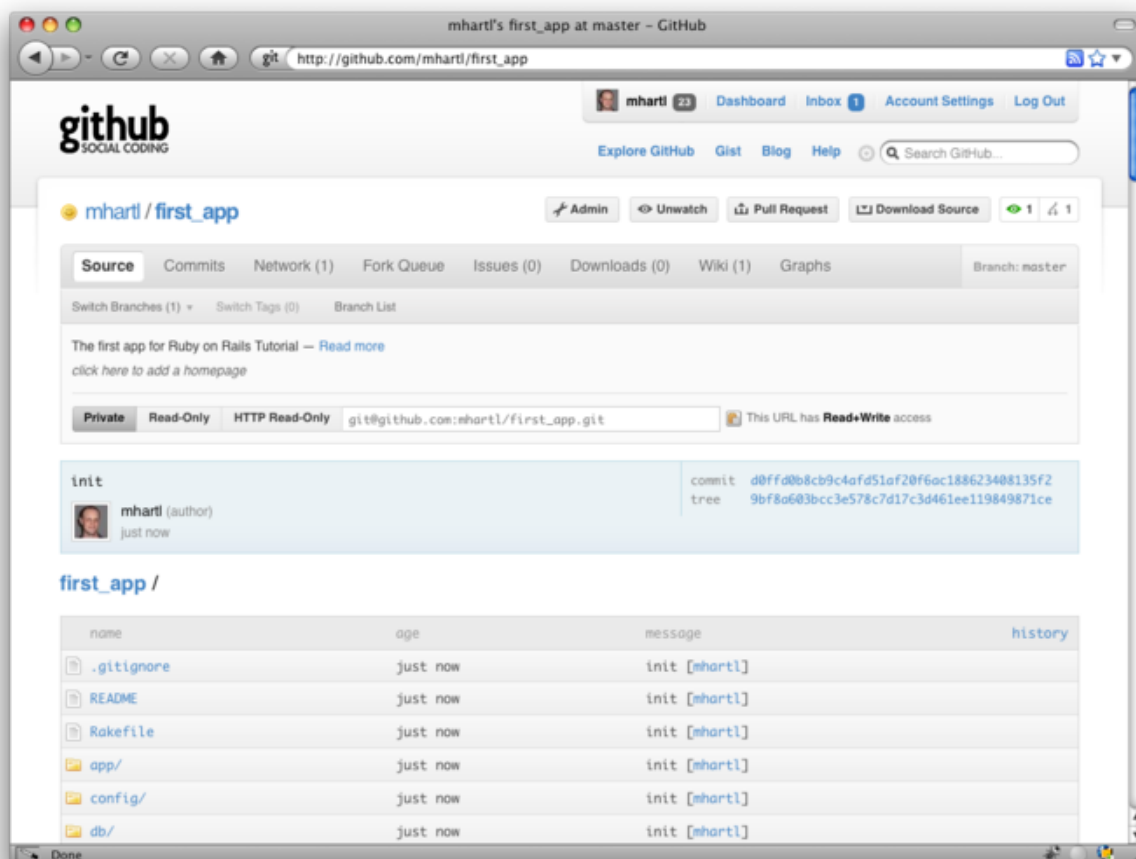 mhartl's first_app at master – GitHub
git http://github.com/mhartl/first_app
mhartl 23 Dashboard Inbox 1 Account Settings Log Out
github
SOCIAL CODING
Explore GitHub Gist Blog Help Search GitHub...
mhartl / first_app Admin Unwatch Pull Request Download Source 1 1
Source Commits Network (1) Fork Queue Issues (0) Downloads (0) Wiki (1) Graphs Branch: master
Switch Branches (1) Switch Tags (0) Branch List
The first app for Ruby on Rails Tutorial — Read more
click here to add a homepage
Private Read-Only HTTP Read-Only git@github.com:mhartl/first_app.git This URL has Read+Write access
init commit d0ffd0b8cb9c4afd51af20f6ac188623408135f2
tree 9bf8a603bcc3e578c7d17c3d461ee119849871ce
mhartl (author)
just now
first_app /
name age message history
.gitignore just now init [mhartl]
README just now init [mhartl]
Rakefile just now init [mhartl]
app/ just now init [mhartl]
config/ just now init [mhartl]
db/ just now init [mhartl]
Done